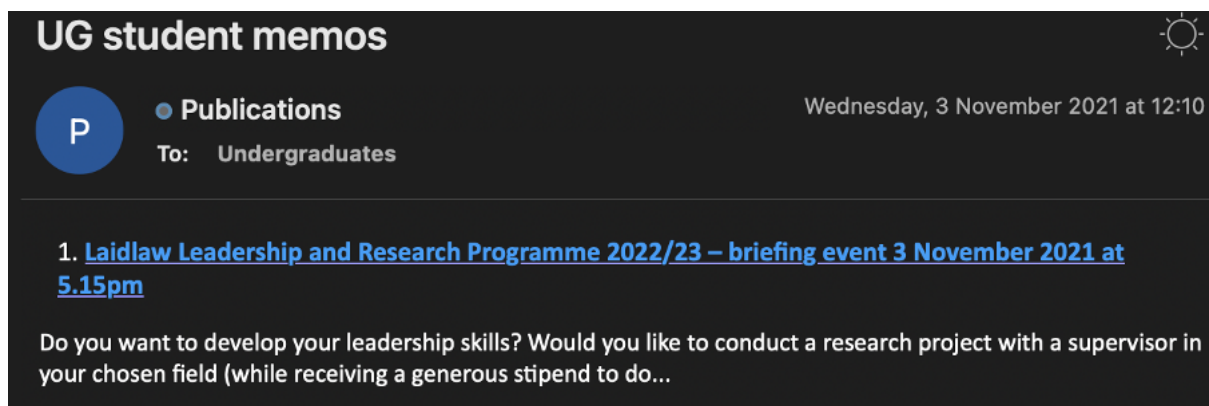 UG student memos
P
Publications
Wednesday, 3 November 2021 at 12:10
To: Undergraduates
1. Laidlaw Leadership and Research Programme 2022/23 – briefing event 3 November 2021 at
5.15pm
Do you want to develop your leadership skills? Would you like to conduct a research project with a supervisor in
your chosen field (while receiving a generous stipend to do...